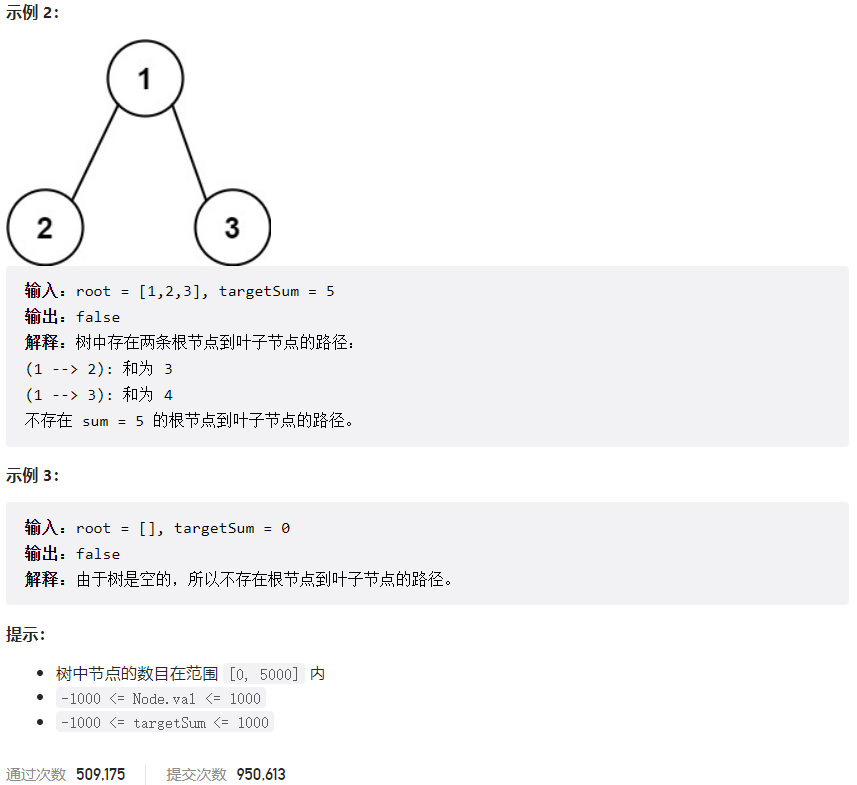 示例 2：
1
2
3
输入：root = [1,2,3], targetSum = 5
输出：false
解释：树中存在两条根节点到叶子节点的路径：
(1 --> 2): 和为 3
(1 --> 3): 和为 4
不存在 sum = 5 的根节点到叶子节点的路径。
示例 3：
输入：root = [], targetSum = 0
输出：false
解释：由于树是空的，所以不存在根节点到叶子节点的路径。
提示：
• 树中节点的数目在范围 [0, 5000] 内
• -1000 <= Node.val <= 1000
• -1000 <= targetSum <= 1000
通过次数 509,175 提交次数 950,613